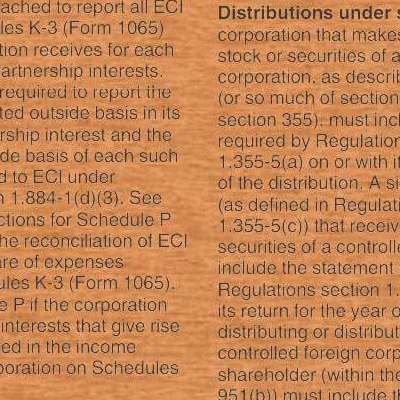 ached to report all ECI
les K-3 (Form 1065)
tion receives for each
artnership interests.
required to report the
ted outside basis in its
rship interest and the
de basis of each such
d to ECI under
n 1.884-1(d)(3). See
ctions for Schedule P
he reconciliation of ECI
are of expenses
ules K-3 (Form 1065).
e P if the corporation
interests that give rise
ed in the income
poration on Schedules
Distributions under s
corporation that makes
stock or securities of a
corporation, as describ
(or so much of section
section 355), must incl
required by Regulation
1.355-5(a) on or with it
of the distribution. A si
(as defined in Regulati
1.355-5(c)) that receiv
securities of a controlle
include the statement
Regulations section 1.
its return for the year o
distributing or distribut
controlled foreign corp
shareholder (within the
951(b)) must include th